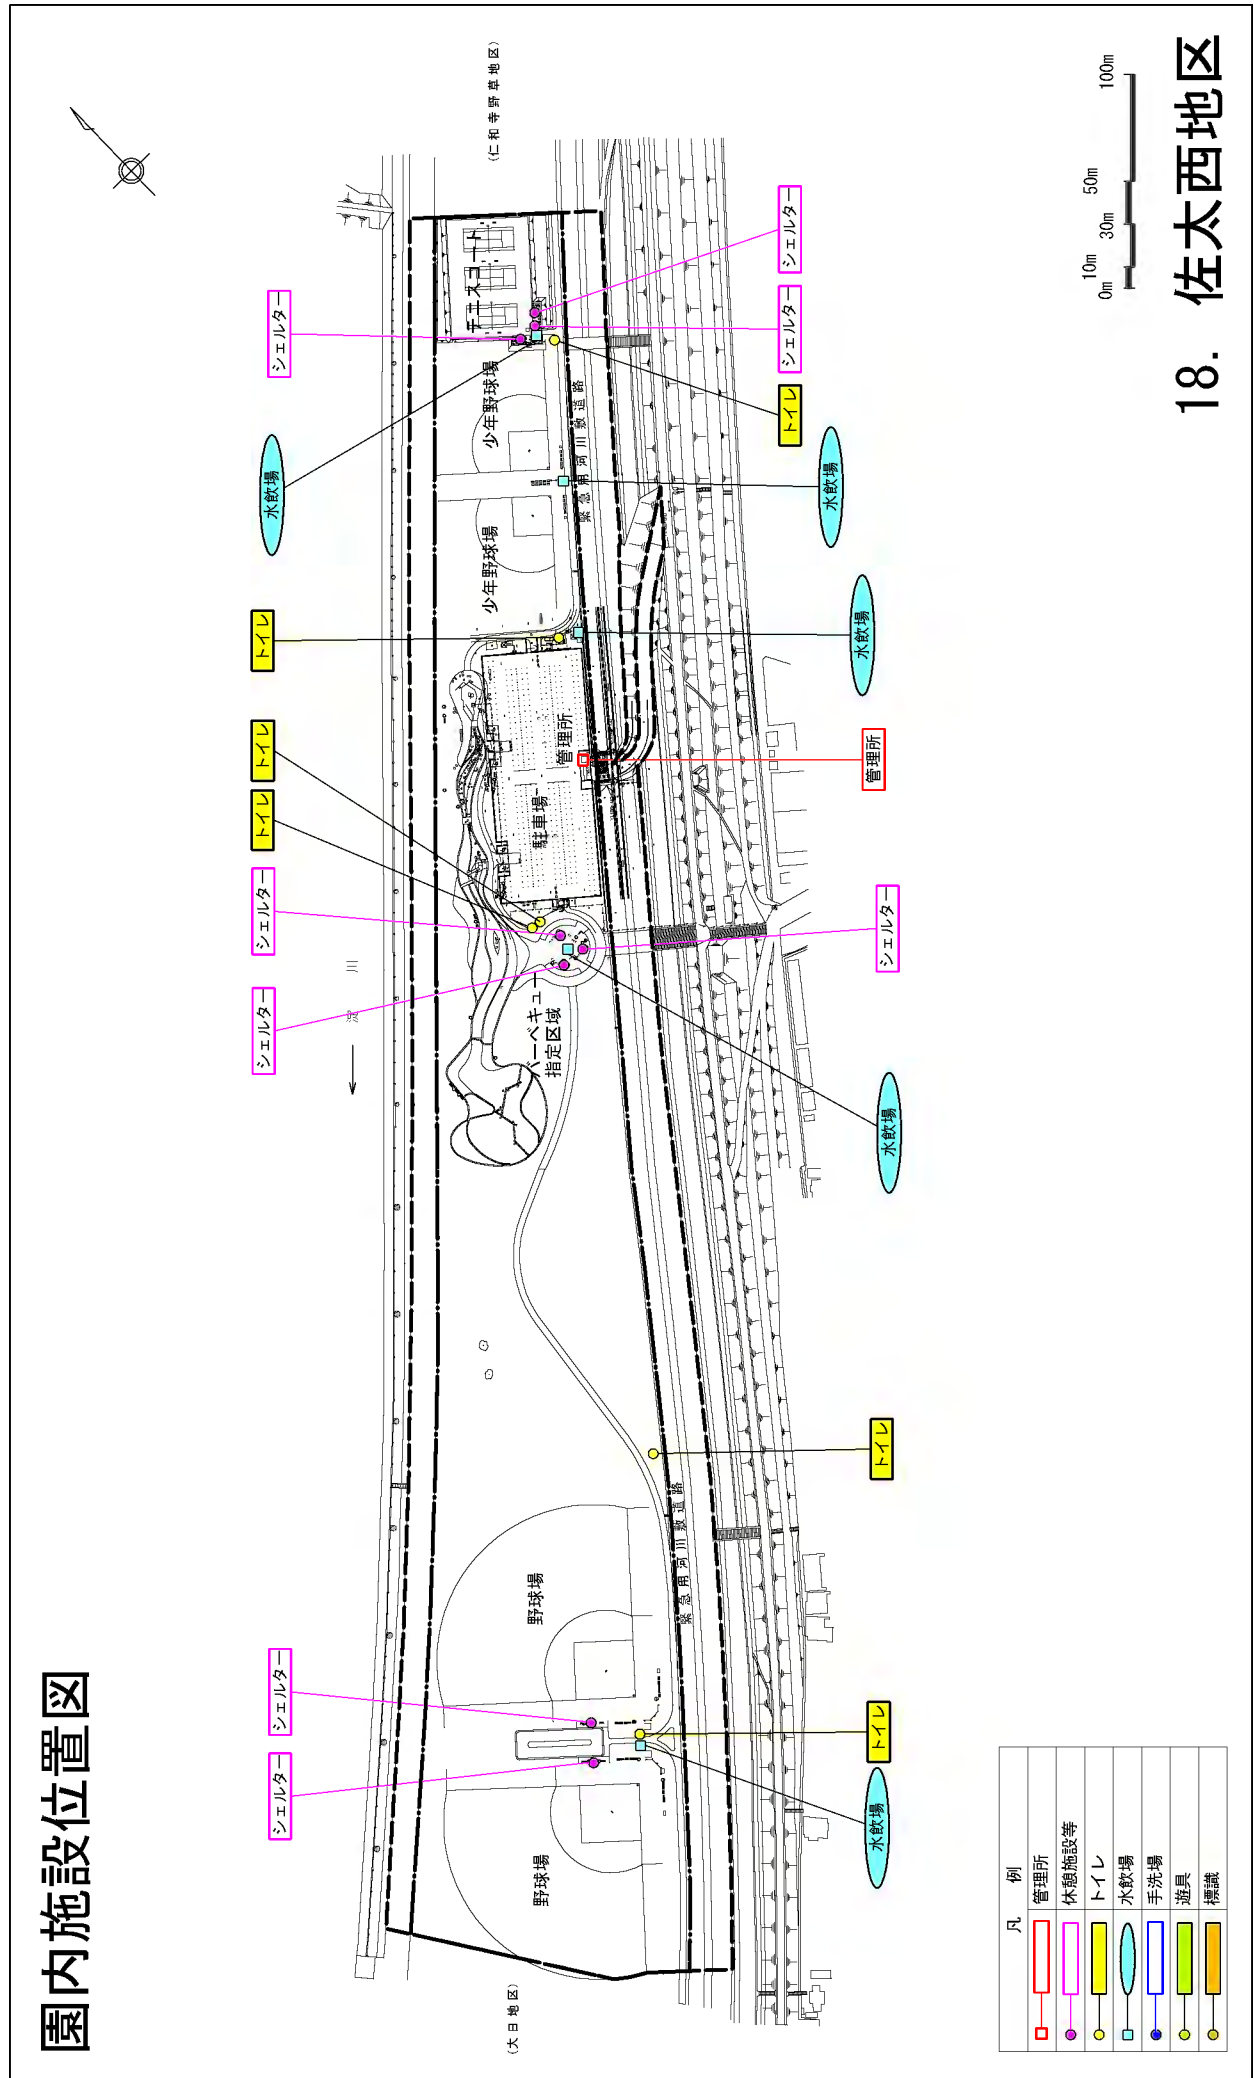 園内施設位置図
18. 佐太西地区
0m 10m 30m 50m 100m
(仁和寺野草地区)
(大日地区)
淀川
シェルター
シェルター
シェルター
シェルター
シェルター
シェルター
シェルター
シェルター
トイレ
トイレ
トイレ
トイレ
トイレ
トイレ
水飲場
水飲場
水飲場
水飲場
水飲場
管理所
野球場
野球場
バーベキュー
指定区域
駐車場
管理所
少年野球場
少年野球場
テニスコート
緊急用河川敷道路
緊急用河川敷道路
凡例
管理所
休憩施設等
トイレ
水飲場
手洗場
遊具
標識